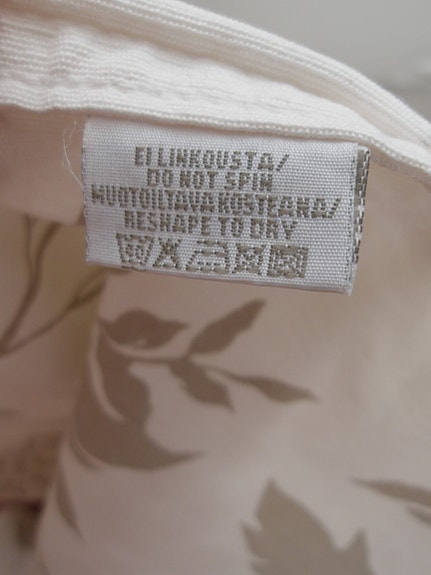 EI LINKOUSTA/
DO NOT SPIN
MUOTOILTAVA KOSTEANA/
RESHAPE TO DRY